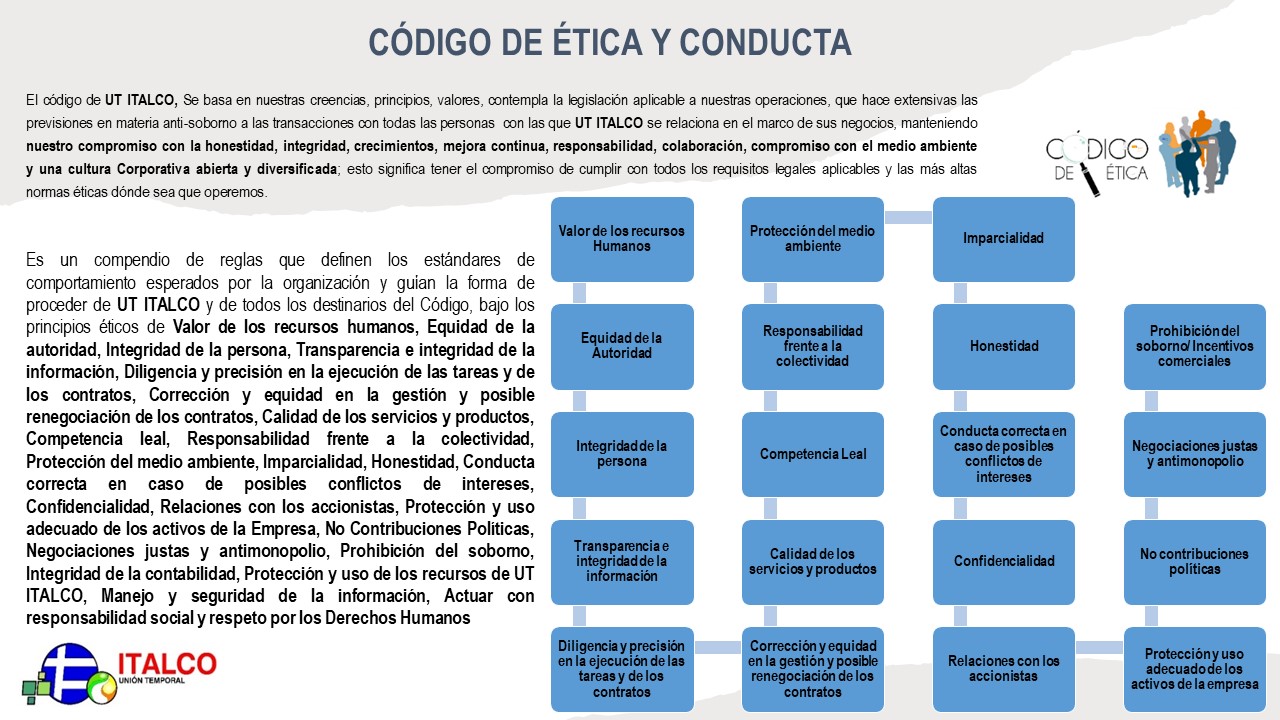 CÓDIGO DE ÉTICA Y CONDUCTA
El código de UT ITALCO, Se basa en nuestras creencias, principios, valores, contempla la legislación aplicable a nuestras operaciones, que hace extensivas las
previsiones en materia anti-soborno a las transacciones con todas las personas con las que UT ITALCO se relaciona en el marco de sus negocios, manteniendo
nuestro compromiso con la honestidad, integridad, crecimientos, mejora continua, responsabilidad, colaboración, compromiso con el medio ambiente
y una cultura Corporativa abierta y diversificada; esto significa tener el compromiso de cumplir con todos los requisitos legales aplicables y las más altas
normas éticas dónde sea que operemos.
CÓDIGO
DE ÉTICA
Es un compendio de reglas que definen los estándares de
comportamiento esperados por la organización y guían la forma de
proceder de UT ITALCO y de todos los destinarios del Código, bajo los
principios éticos de Valor de los recursos humanos, Equidad de la
autoridad, Integridad de la persona, Transparencia e integridad de la
información, Diligencia y precisión en la ejecución de las tareas y de
los contratos, Corrección y equidad en la gestión y posible
renegociación de los contratos, Calidad de los servicios y productos,
Competencia leal, Responsabilidad frente a la colectividad,
Protección del medio ambiente, Imparcialidad, Honestidad, Conducta
correcta en caso de posibles conflictos de intereses,
Confidencialidad, Relaciones con los accionistas, Protección y uso
adecuado de los activos de la Empresa, No Contribuciones Políticas,
Negociaciones justas y antimonopolio, Prohibición del soborno,
Integridad de la contabilidad, Protección y uso de los recursos de UT
ITALCO, Manejo y seguridad de la información, Actuar con
responsabilidad social y respeto por los Derechos Humanos
Valor de los recursos
Humanos
Equidad de la
Autoridad
Integridad de la
persona
Transparencia e
integridad de la
información
Diligencia y precisión
en la ejecución de las
tareas y de los
contratos
Corrección y equidad
en la gestión y posible
renegociación de los
contratos
Calidad de los
servicios y productos
Competencia Leal
Responsabilidad
frente a la
colectividad
Protección del medio
ambiente
Imparcialidad
Honestidad
Conducta correcta en
caso de posibles
conflictos de
intereses
Confidencialidad
Relaciones con los
accionistas
Protección y uso
adecuado de los
activos de la empresa
No contribuciones
políticas
Negociaciones justas
y antimonopolio
Prohibición del
soborno/ Incentivos
comerciales
ITALCO
UNIÓN TEMPORAL